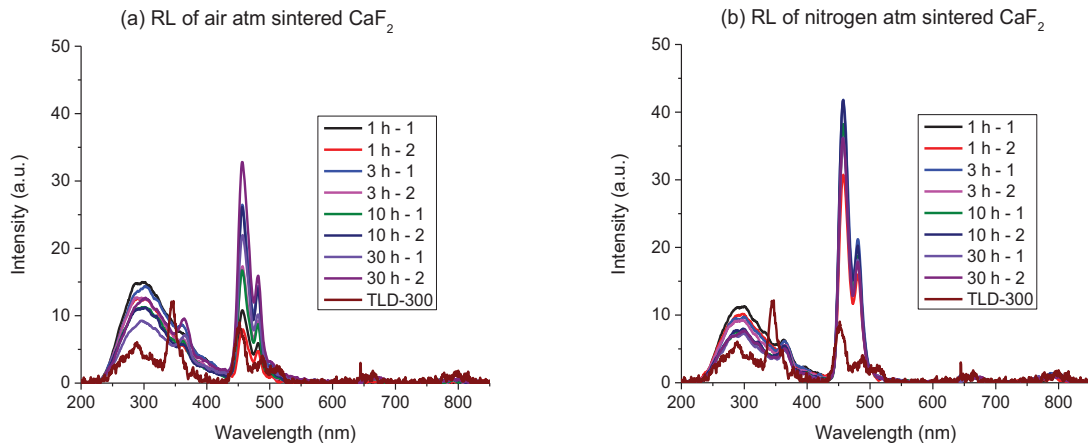 (a) RL of air atm sintered CaF₂
50
40
30
20
10
0
Intensity (a.u.)
1 h - 1
1 h - 2
3 h - 1
3 h - 2
10 h - 1
10 h - 2
30 h - 1
30 h - 2
TLD-300
200 300 400 500 600 700 800
Wavelength (nm)
(b) RL of nitrogen atm sintered CaF₂
50
40
30
20
10
0
Intensity (a.u.)
1 h - 1
1 h - 2
3 h - 1
3 h - 2
10 h - 1
10 h - 2
30 h - 1
30 h - 2
TLD-300
200 300 400 500 600 700 800
Wavelength (nm)